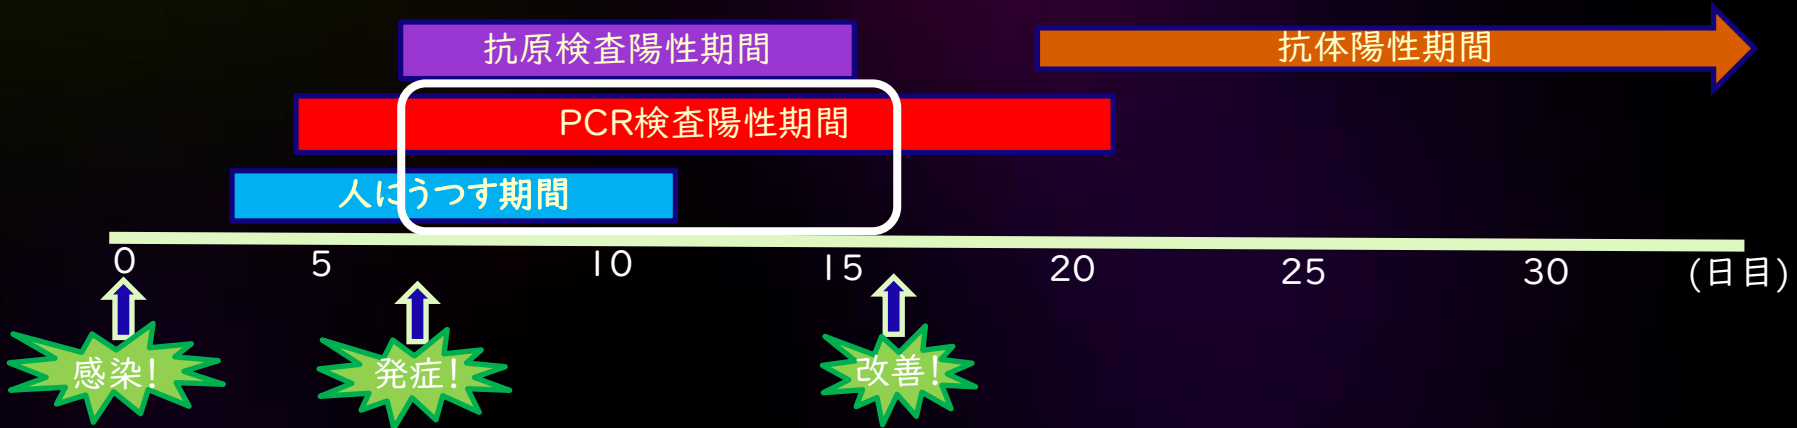 抗原検査陽性期間
抗体陽性期間
PCR検査陽性期間
人にうつす期間
0 5 10 15 20 25 30 (日目)
感染!
発症!
改善!